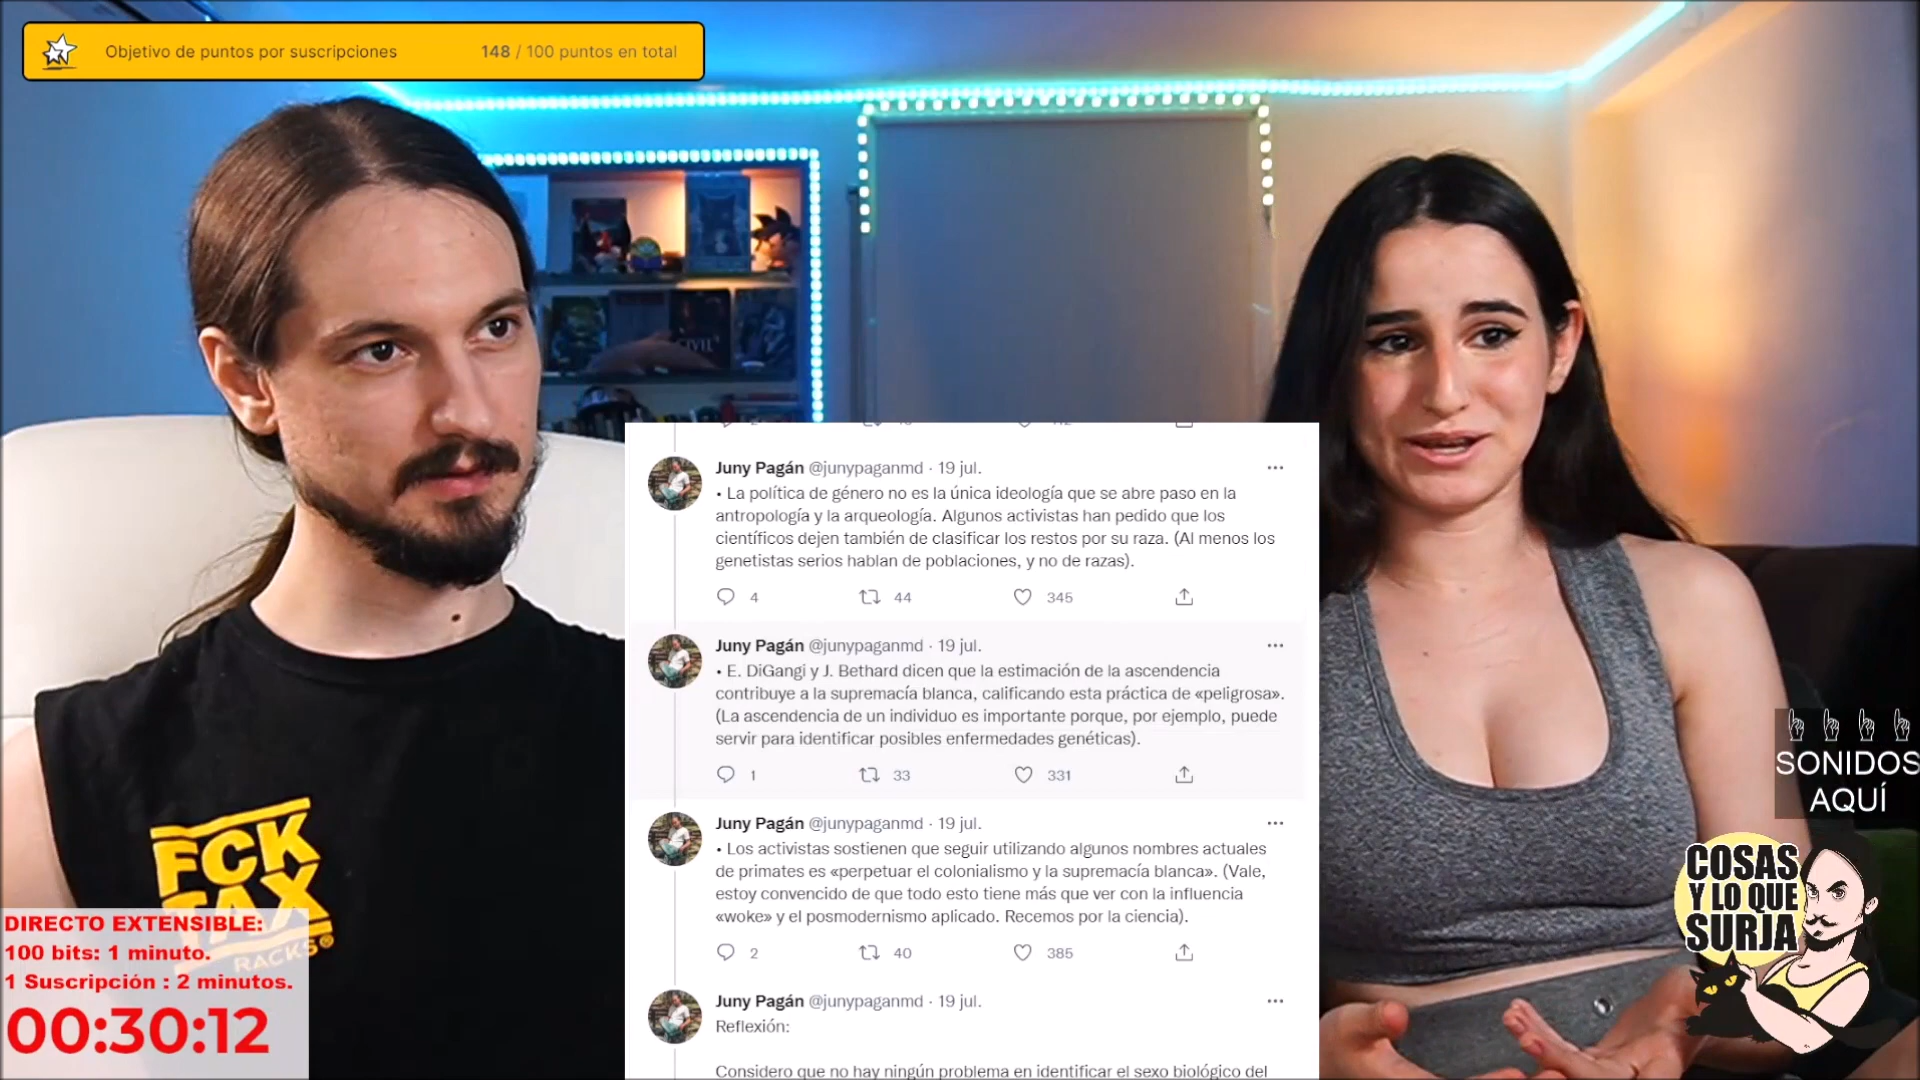 Objetivo de puntos por suscripciones 148 / 100 puntos en total
CIVIL
Juny Pagán @junypaganmd · 19 jul.
• La política de género no es la única ideología que se abre paso en la
antropología y la arqueología. Algunos activistas han pedido que los
científicos dejen también de clasificar los restos por su raza. (Al menos los
genetistas serios hablan de poblaciones, y no de razas).
4 44 345
Juny Pagán @junypaganmd · 19 jul.
• E. DiGangi y J. Bethard dicen que la estimación de la ascendencia
contribuye a la supremacía blanca, calificando esta práctica de «peligrosa».
(La ascendencia de un individuo es importante porque, por ejemplo, puede
servir para identificar posibles enfermedades genéticas).
1 33 331
Juny Pagán @junypaganmd · 19 jul.
• Los activistas sostienen que seguir utilizando algunos nombres actuales
de primates es «perpetuar el colonialismo y la supremacía blanca». (Vale,
estoy convencido de que todo esto tiene más que ver con la influencia
«woke» y el posmodernismo aplicado. Recemos por la ciencia).
2 40 385
Juny Pagán @junypaganmd · 19 jul.
Reflexión:
Considero que no hay ningún problema en identificar el sexo biológico del
FCK
TAX
RACKS®
DIRECTO EXTENSIBLE:
100 bits: 1 minuto.
1 Suscripción : 2 minutos.
00:30:12
SONIDOS
AQUÍ
COSAS
Y LO QUE
SURJA